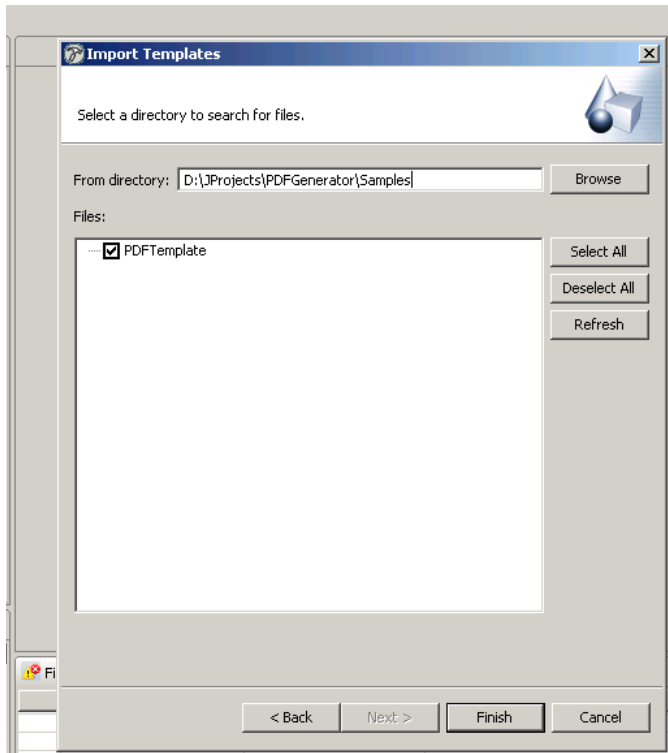 Import Templates
Select a directory to search for files.
From directory: D:\JProjects\PDFGenerator\Samples Browse
Files:
PDFTemplate
Select All
Deselect All
Refresh
Fi
< Back Next > Finish Cancel